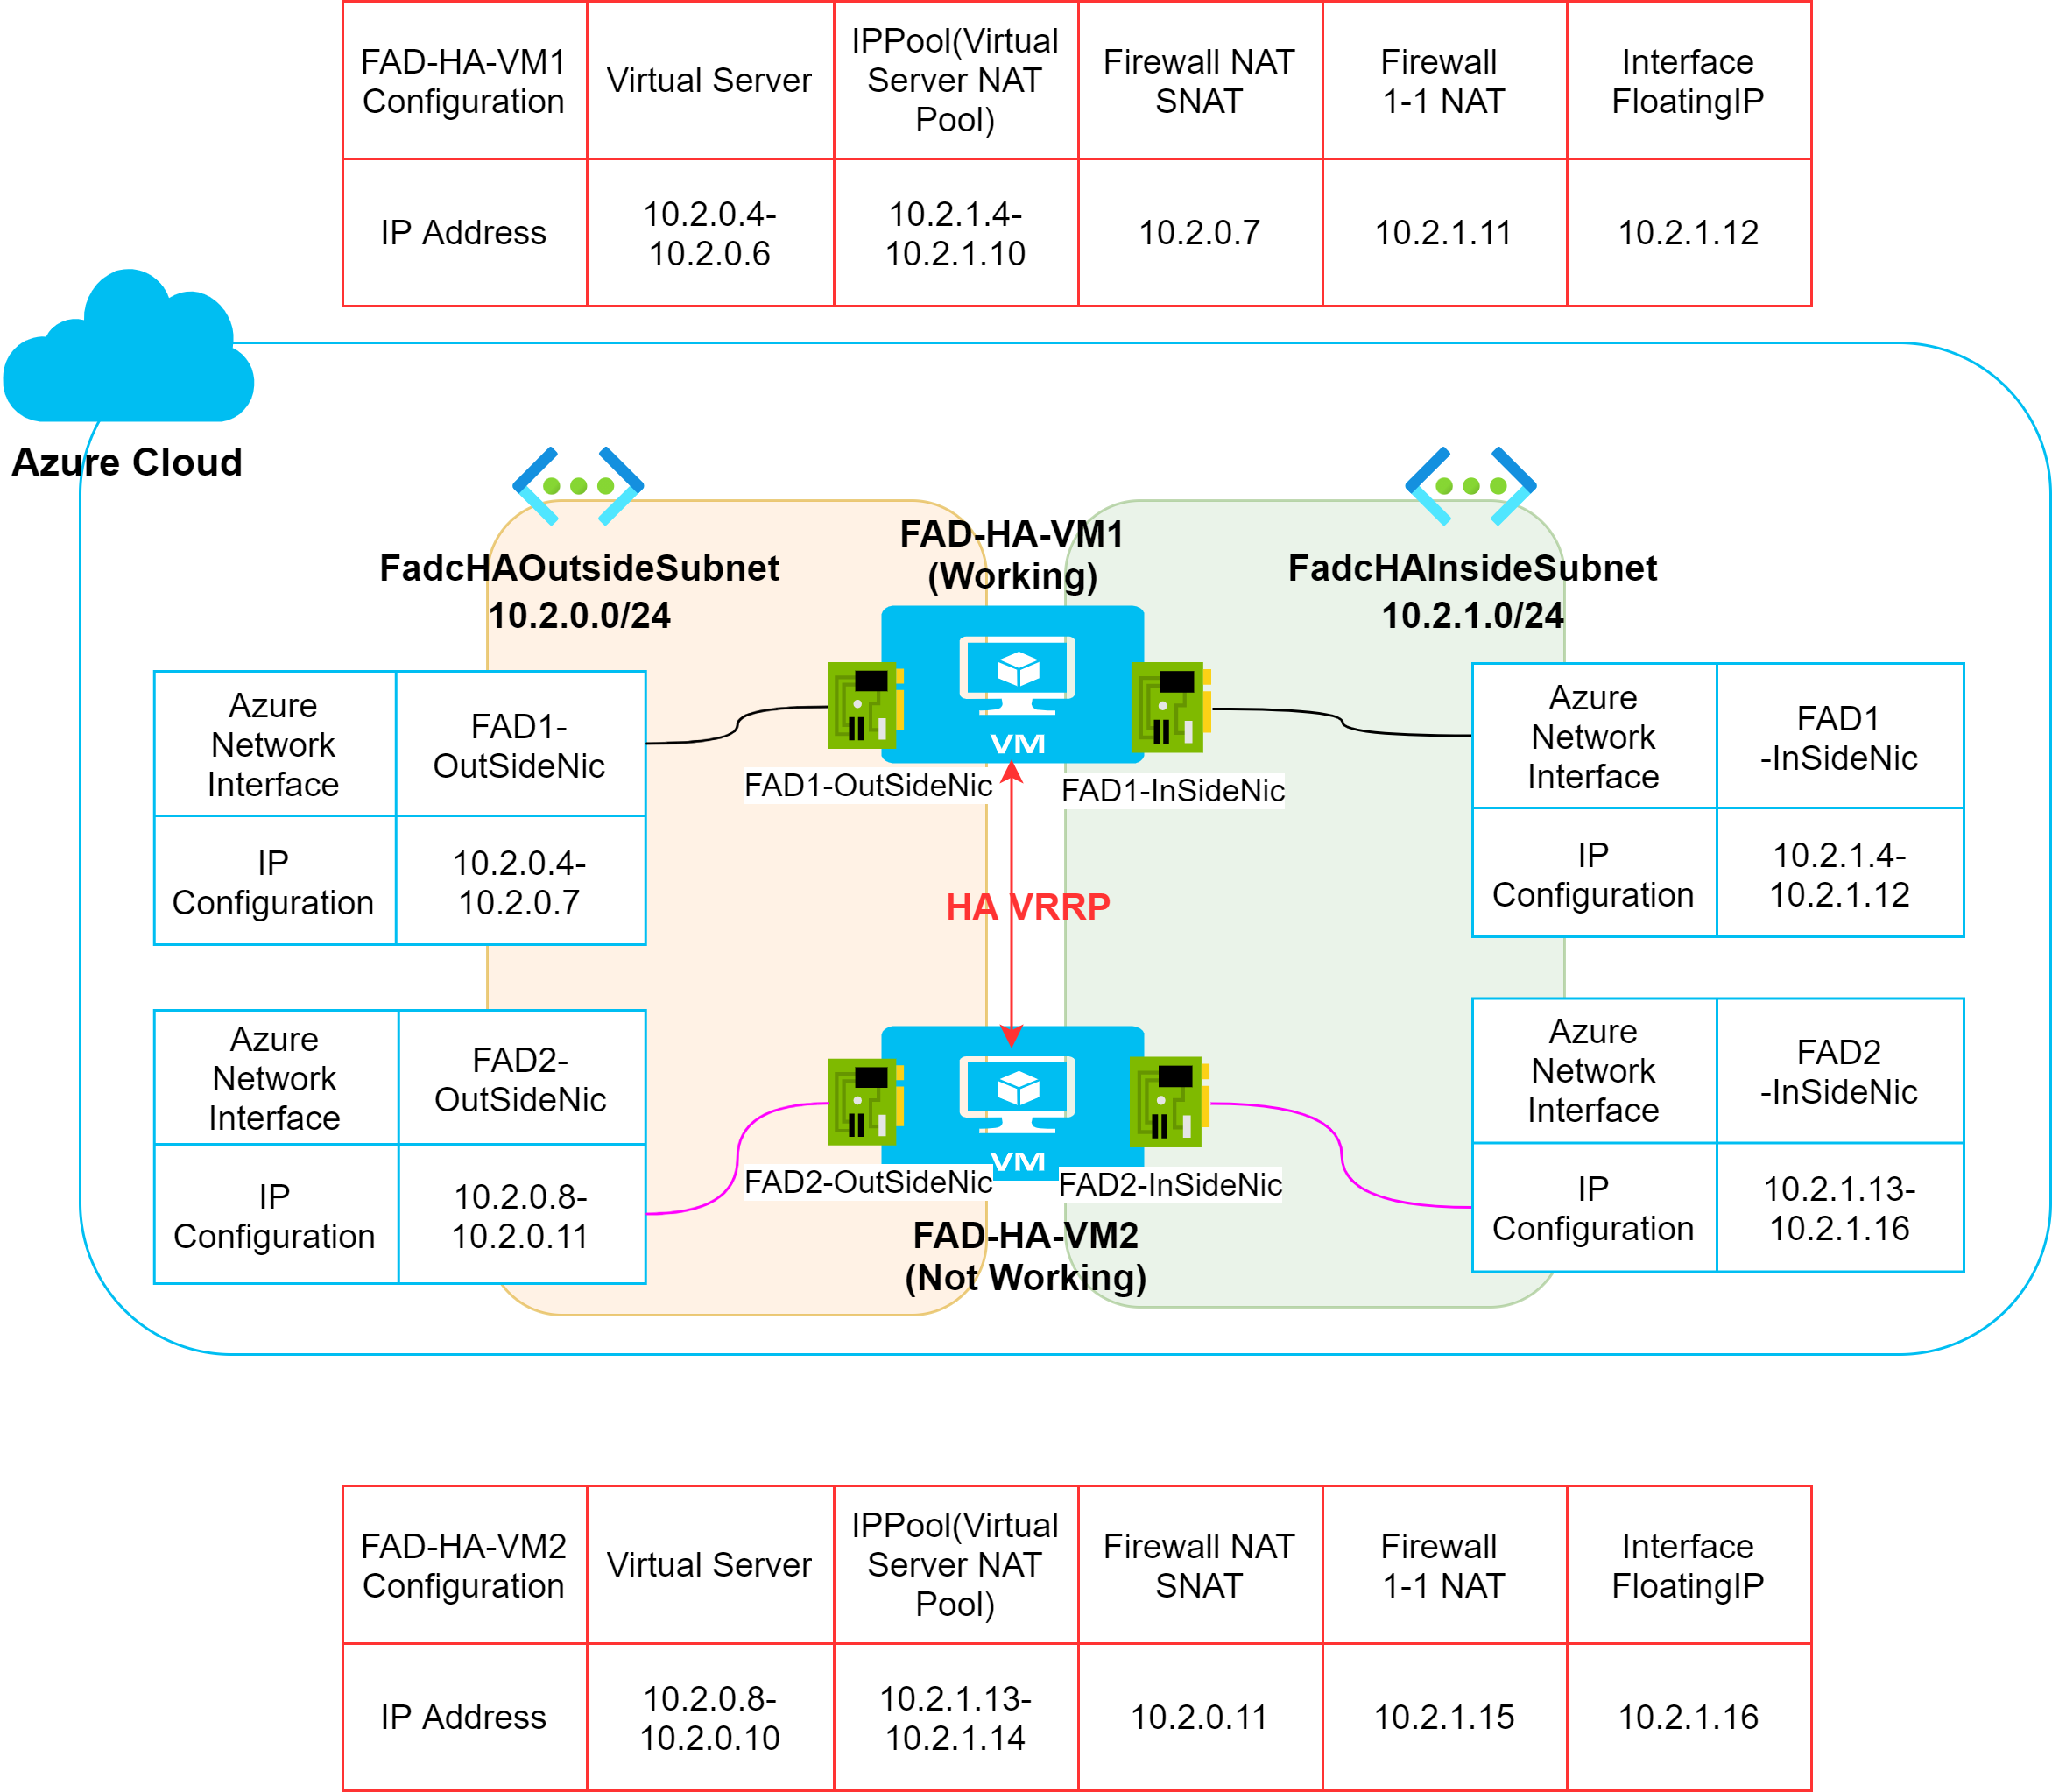 FAD-HA-VM1
Configuration
Virtual Server
IPPool(Virtual
Server NAT
Pool)
Firewall NAT
SNAT
Firewall
1-1 NAT
Interface
FloatingIP
IP Address
10.2.0.4-
10.2.0.6
10.2.1.4-
10.2.1.10
10.2.0.7
10.2.1.11
10.2.1.12
Azure Cloud
FadcHAOutsideSubnet
10.2.0.0/24
FAD-HA-VM1
(Working)
FadcHAInsideSubnet
10.2.1.0/24
Azure
Network
Interface
FAD1-
OutSideNic
IP
Configuration
10.2.0.4-
10.2.0.7
VM
FAD1-OutSideNic
FAD1-InSideNic
Azure
Network
Interface
FAD1
-InSideNic
IP
Configuration
10.2.1.4-
10.2.1.12
HA VRRP
Azure
Network
Interface
FAD2-
OutSideNic
IP
Configuration
10.2.0.8-
10.2.0.11
VM
FAD2-OutSideNic
FAD2-InSideNic
FAD-HA-VM2
(Not Working)
Azure
Network
Interface
FAD2
-InSideNic
IP
Configuration
10.2.1.13-
10.2.1.16
FAD-HA-VM2
Configuration
Virtual Server
IPPool(Virtual
Server NAT
Pool)
Firewall NAT
SNAT
Firewall
1-1 NAT
Interface
FloatingIP
IP Address
10.2.0.8-
10.2.0.10
10.2.1.13-
10.2.1.14
10.2.0.11
10.2.1.15
10.2.1.16